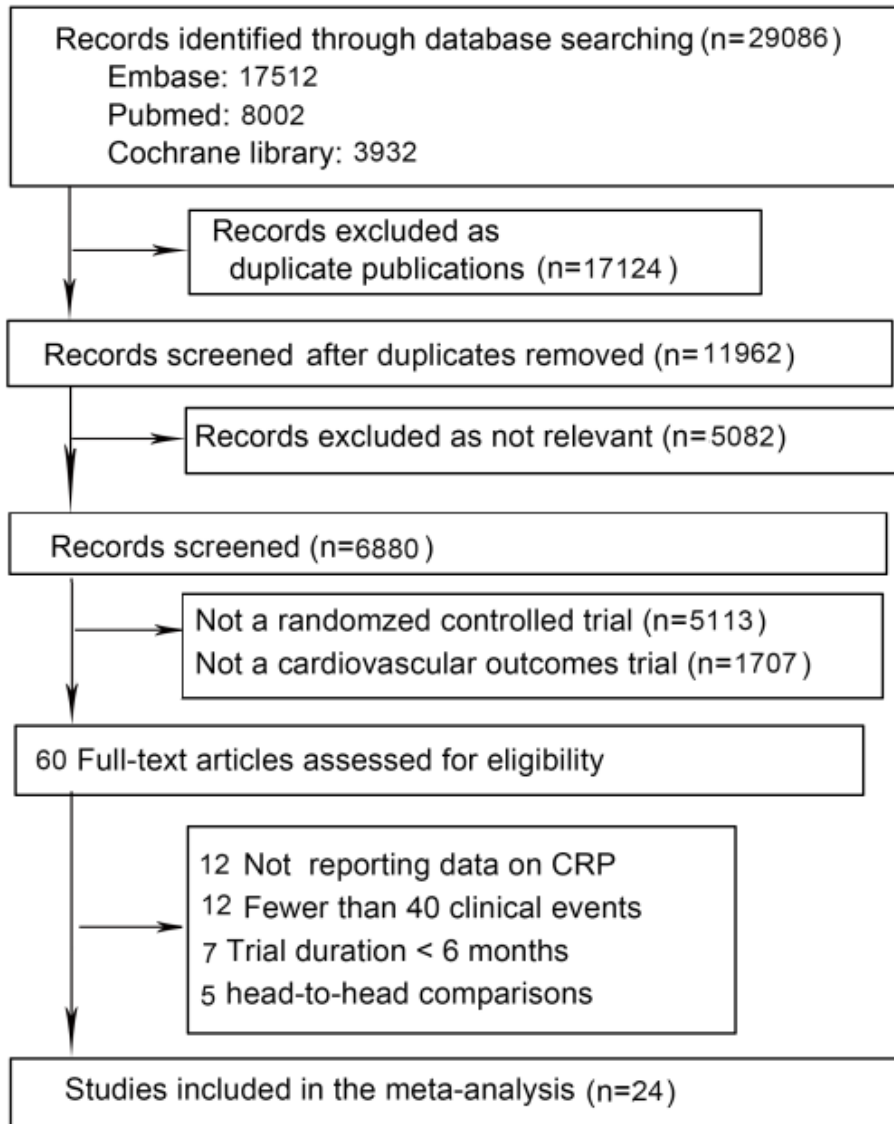 Records identified through database searching (n=29086)
Embase: 17512
Pubmed: 8002
Cochrane library: 3932
Records excluded as
duplicate publications (n=17124)
Records screened after duplicates removed (n=11962)
Records excluded as not relevant (n=5082)
Records screened (n=6880)
Not a randomzed controlled trial (n=5113)
Not a cardiovascular outcomes trial (n=1707)
60 Full-text articles assessed for eligibility
12 Not reporting data on CRP
12 Fewer than 40 clinical events
7 Trial duration < 6 months
5 head-to-head comparisons
Studies included in the meta-analysis (n=24)